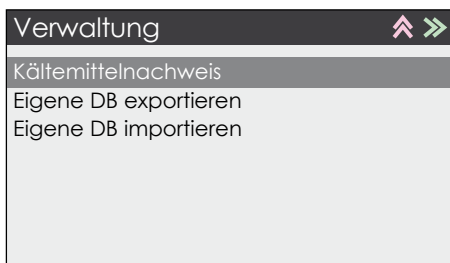 Verwaltung
Kältemittelnachweis
Eigene DB exportieren
Eigene DB importieren